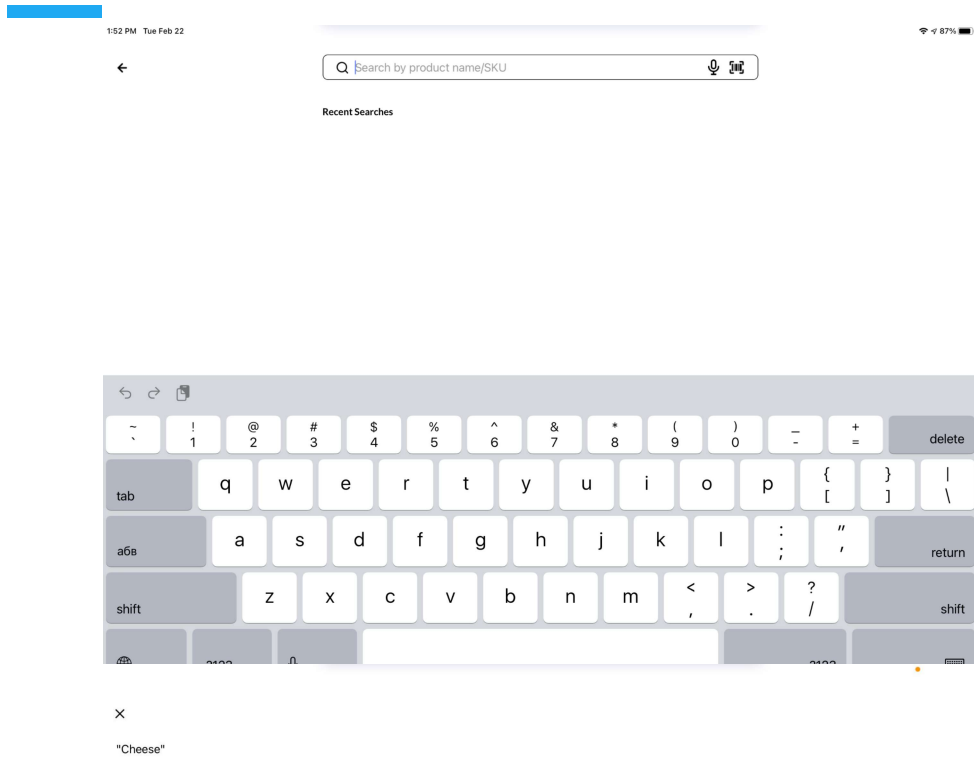 1:52 PM Tue Feb 22
87%
Search by product name/SKU
Recent Searches
~ ! @ # $ % ^ & * ( ) _ +
` 1 2 3 4 5 6 7 8 9 0 - = delete
tab q w e r t y u i o p { [ } ] | \
абв a s d f g h j k l : ; " ' return
shift z x c v b n m < , > . ? / shift
"Cheese"